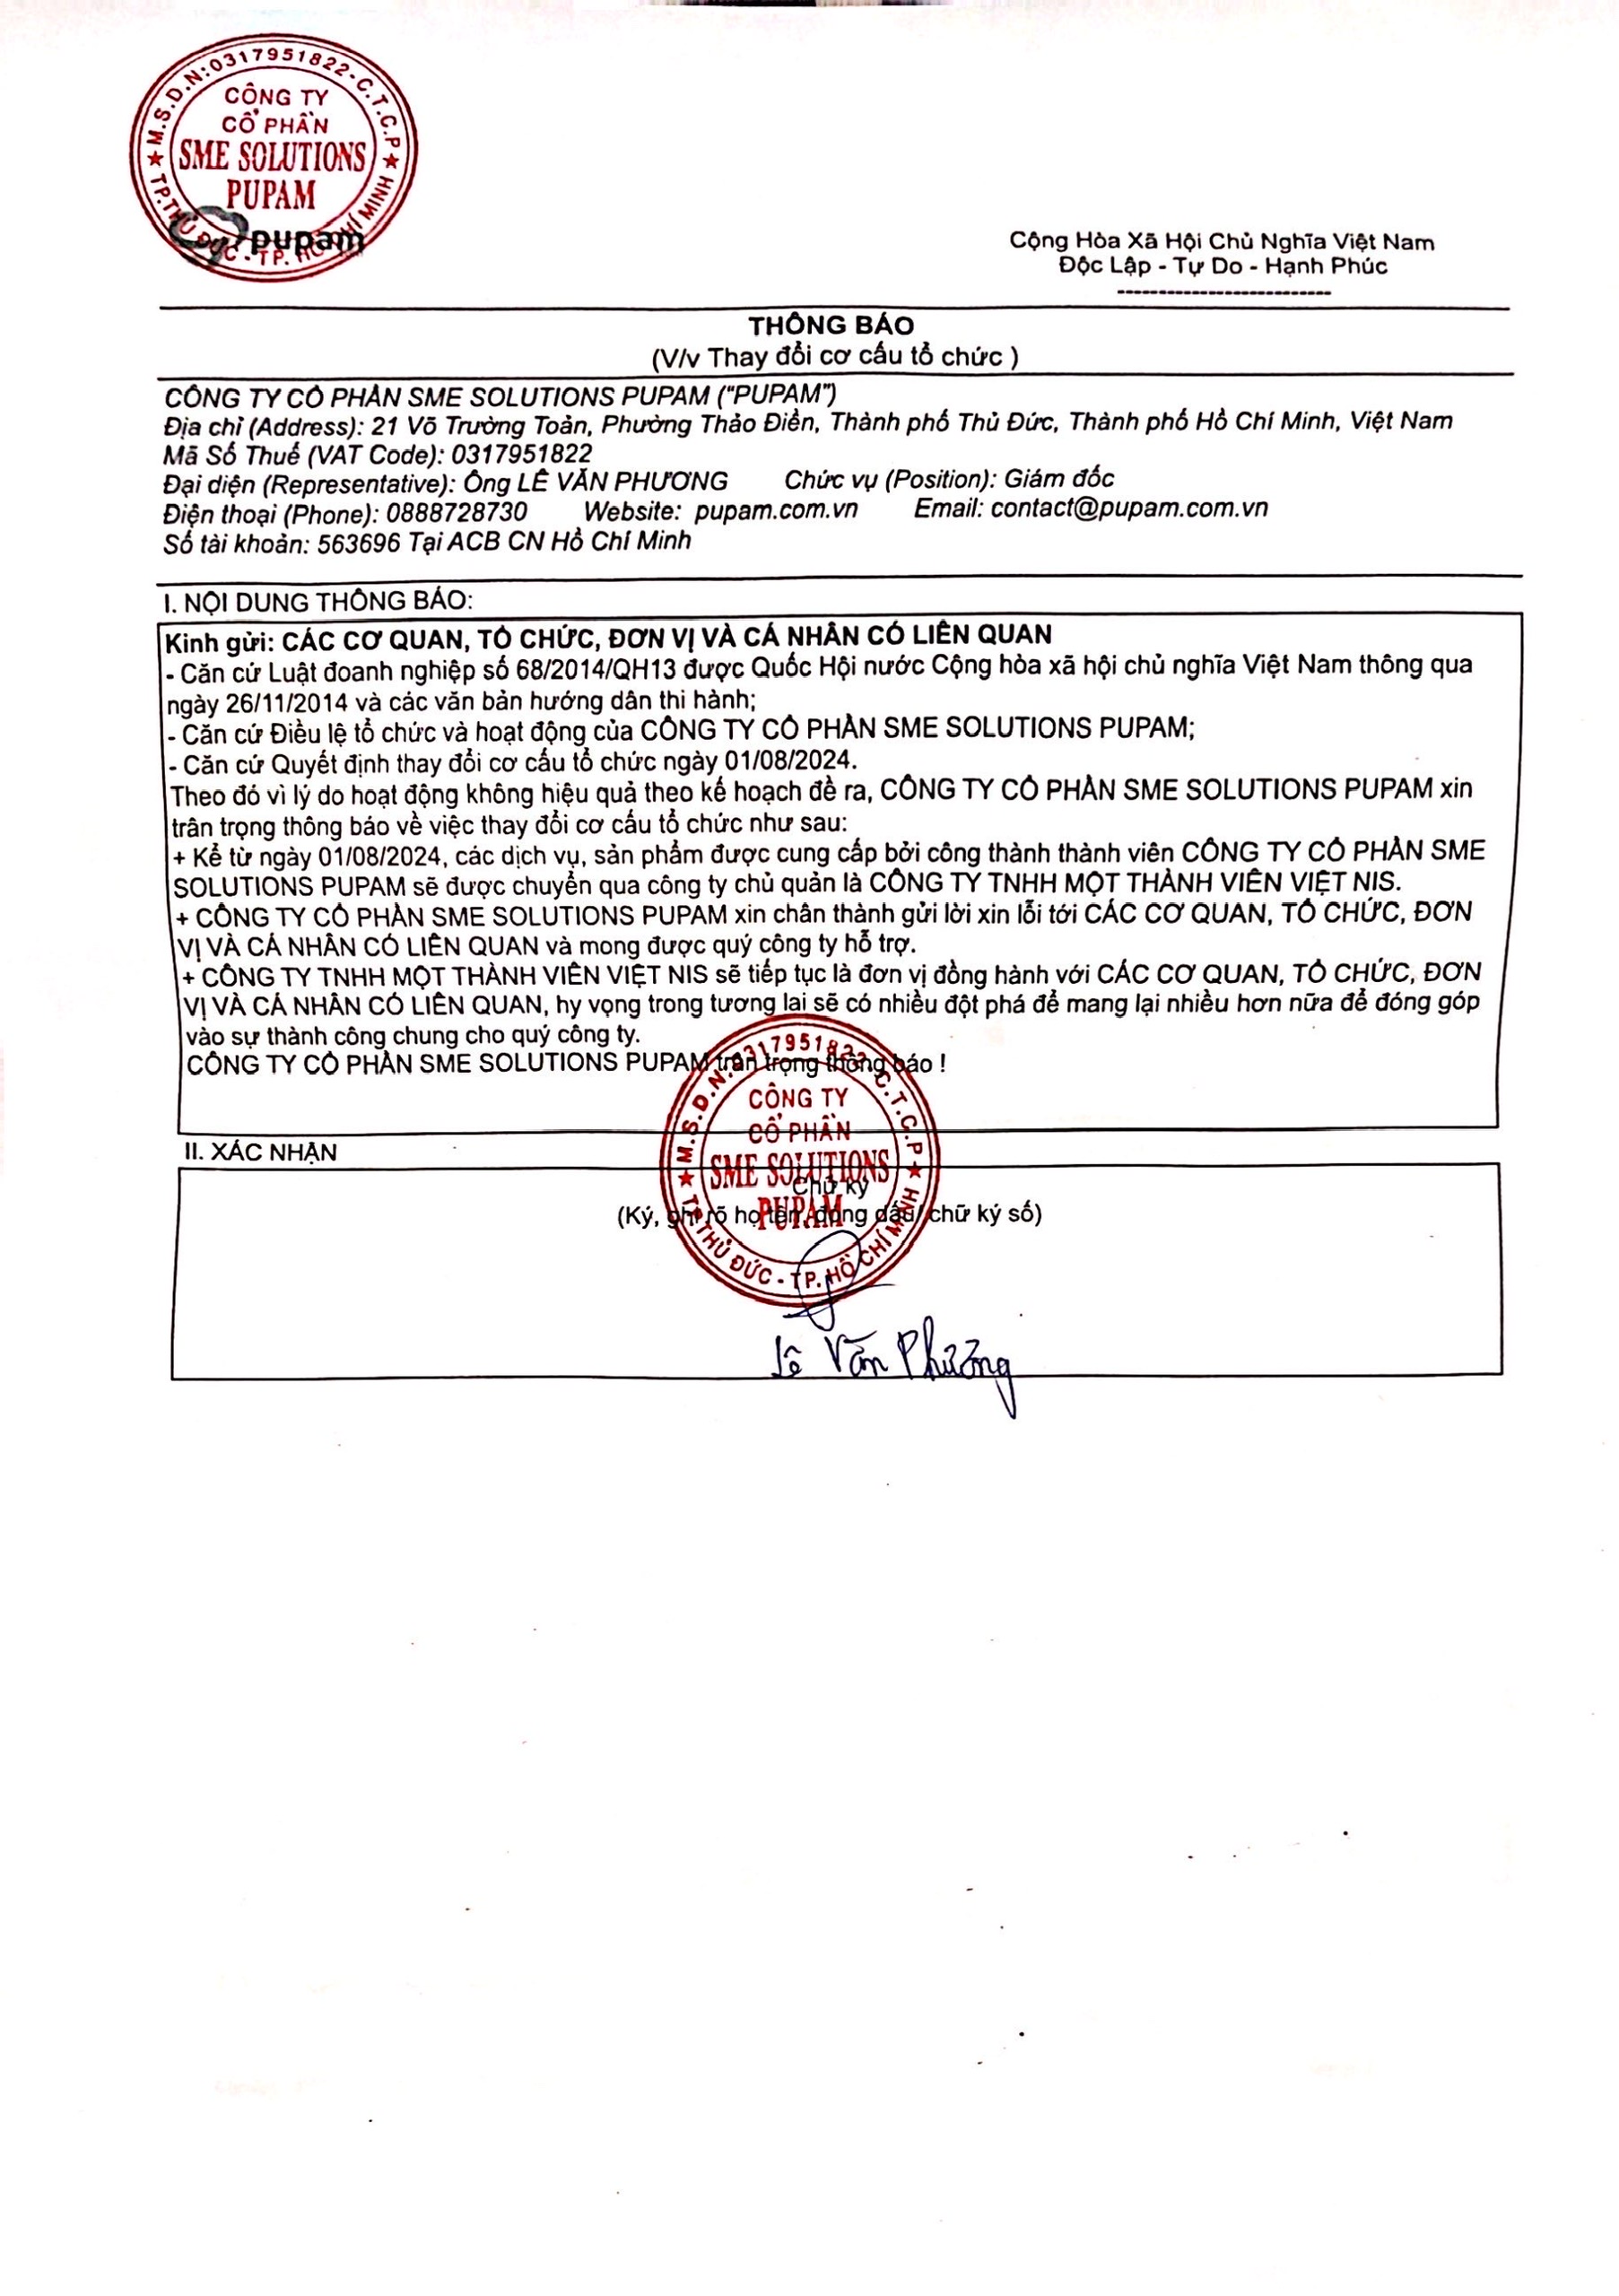 M.S.D.N:0317951822-C.T.C.P
CÔNG TY
CỔ PHẦN
SME SOLUTIONS
PUPAM
TP.THỦ ĐỨC - TP. HỒ CHÍ MINH
pupam
Cộng Hòa Xã Hội Chủ Nghĩa Việt Nam
Độc Lập - Tự Do - Hạnh Phúc
--------------------------
THÔNG BÁO
(V/v Thay đổi cơ cấu tổ chức )
CÔNG TY CỔ PHẦN SME SOLUTIONS PUPAM ("PUPAM")
Địa chỉ (Address): 21 Võ Trường Toản, Phường Thảo Điền, Thành phố Thủ Đức, Thành phố Hồ Chí Minh, Việt Nam
Mã Số Thuế (VAT Code): 0317951822
Đại diện (Representative): Ông LÊ VĂN PHƯƠNG Chức vụ (Position): Giám đốc
Điện thoại (Phone): 0888728730 Website: pupam.com.vn Email: contact@pupam.com.vn
Số tài khoản: 563696 Tại ACB CN Hồ Chí Minh
I. NỘI DUNG THÔNG BÁO:
Kính gửi: CÁC CƠ QUAN, TỔ CHỨC, ĐƠN VỊ VÀ CÁ NHÂN CÓ LIÊN QUAN
- Căn cứ Luật doanh nghiệp số 68/2014/QH13 được Quốc Hội nước Cộng hòa xã hội chủ nghĩa Việt Nam thông qua
ngày 26/11/2014 và các văn bản hướng dẫn thi hành;
- Căn cứ Điều lệ tổ chức và hoạt động của CÔNG TY CỔ PHẦN SME SOLUTIONS PUPAM;
- Căn cứ Quyết định thay đổi cơ cấu tổ chức ngày 01/08/2024.
Theo đó vì lý do hoạt động không hiệu quả theo kế hoạch đề ra, CÔNG TY CỔ PHẦN SME SOLUTIONS PUPAM xin
trân trọng thông báo về việc thay đổi cơ cấu tổ chức như sau:
+ Kể từ ngày 01/08/2024, các dịch vụ, sản phẩm được cung cấp bởi công thành thành viên CÔNG TY CỔ PHẦN SME
SOLUTIONS PUPAM sẽ được chuyển qua công ty chủ quản là CÔNG TY TNHH MỘT THÀNH VIÊN VIỆT NIS.
+ CÔNG TY CỔ PHẦN SME SOLUTIONS PUPAM xin chân thành gửi lời xin lỗi tới CÁC CƠ QUAN, TỔ CHỨC, ĐƠN
VỊ VÀ CÁ NHÂN CÓ LIÊN QUAN và mong được quý công ty hỗ trợ.
+ CÔNG TY TNHH MỘT THÀNH VIÊN VIỆT NIS sẽ tiếp tục là đơn vị đồng hành với CÁC CƠ QUAN, TỔ CHỨC, ĐƠN
VỊ VÀ CÁ NHÂN CÓ LIÊN QUAN, hy vọng trong tương lai sẽ có nhiều đột phá để mang lại nhiều hơn nữa để đóng góp
vào sự thành công chung cho quý công ty.
CÔNG TY CỔ PHẦN SME SOLUTIONS PUPAM trân trọng thông báo !
II. XÁC NHẬN
M.S.D.N:0317951822-C.T.C.P
CÔNG TY
CỔ PHẦN
SME SOLUTIONS
PUPAM
TP.THỦ ĐỨC - TP. HỒ CHÍ MINH
Chữ ký
(Ký, ghi rõ họ tên, đóng dấu/ chữ ký số)
Lê Văn Phương